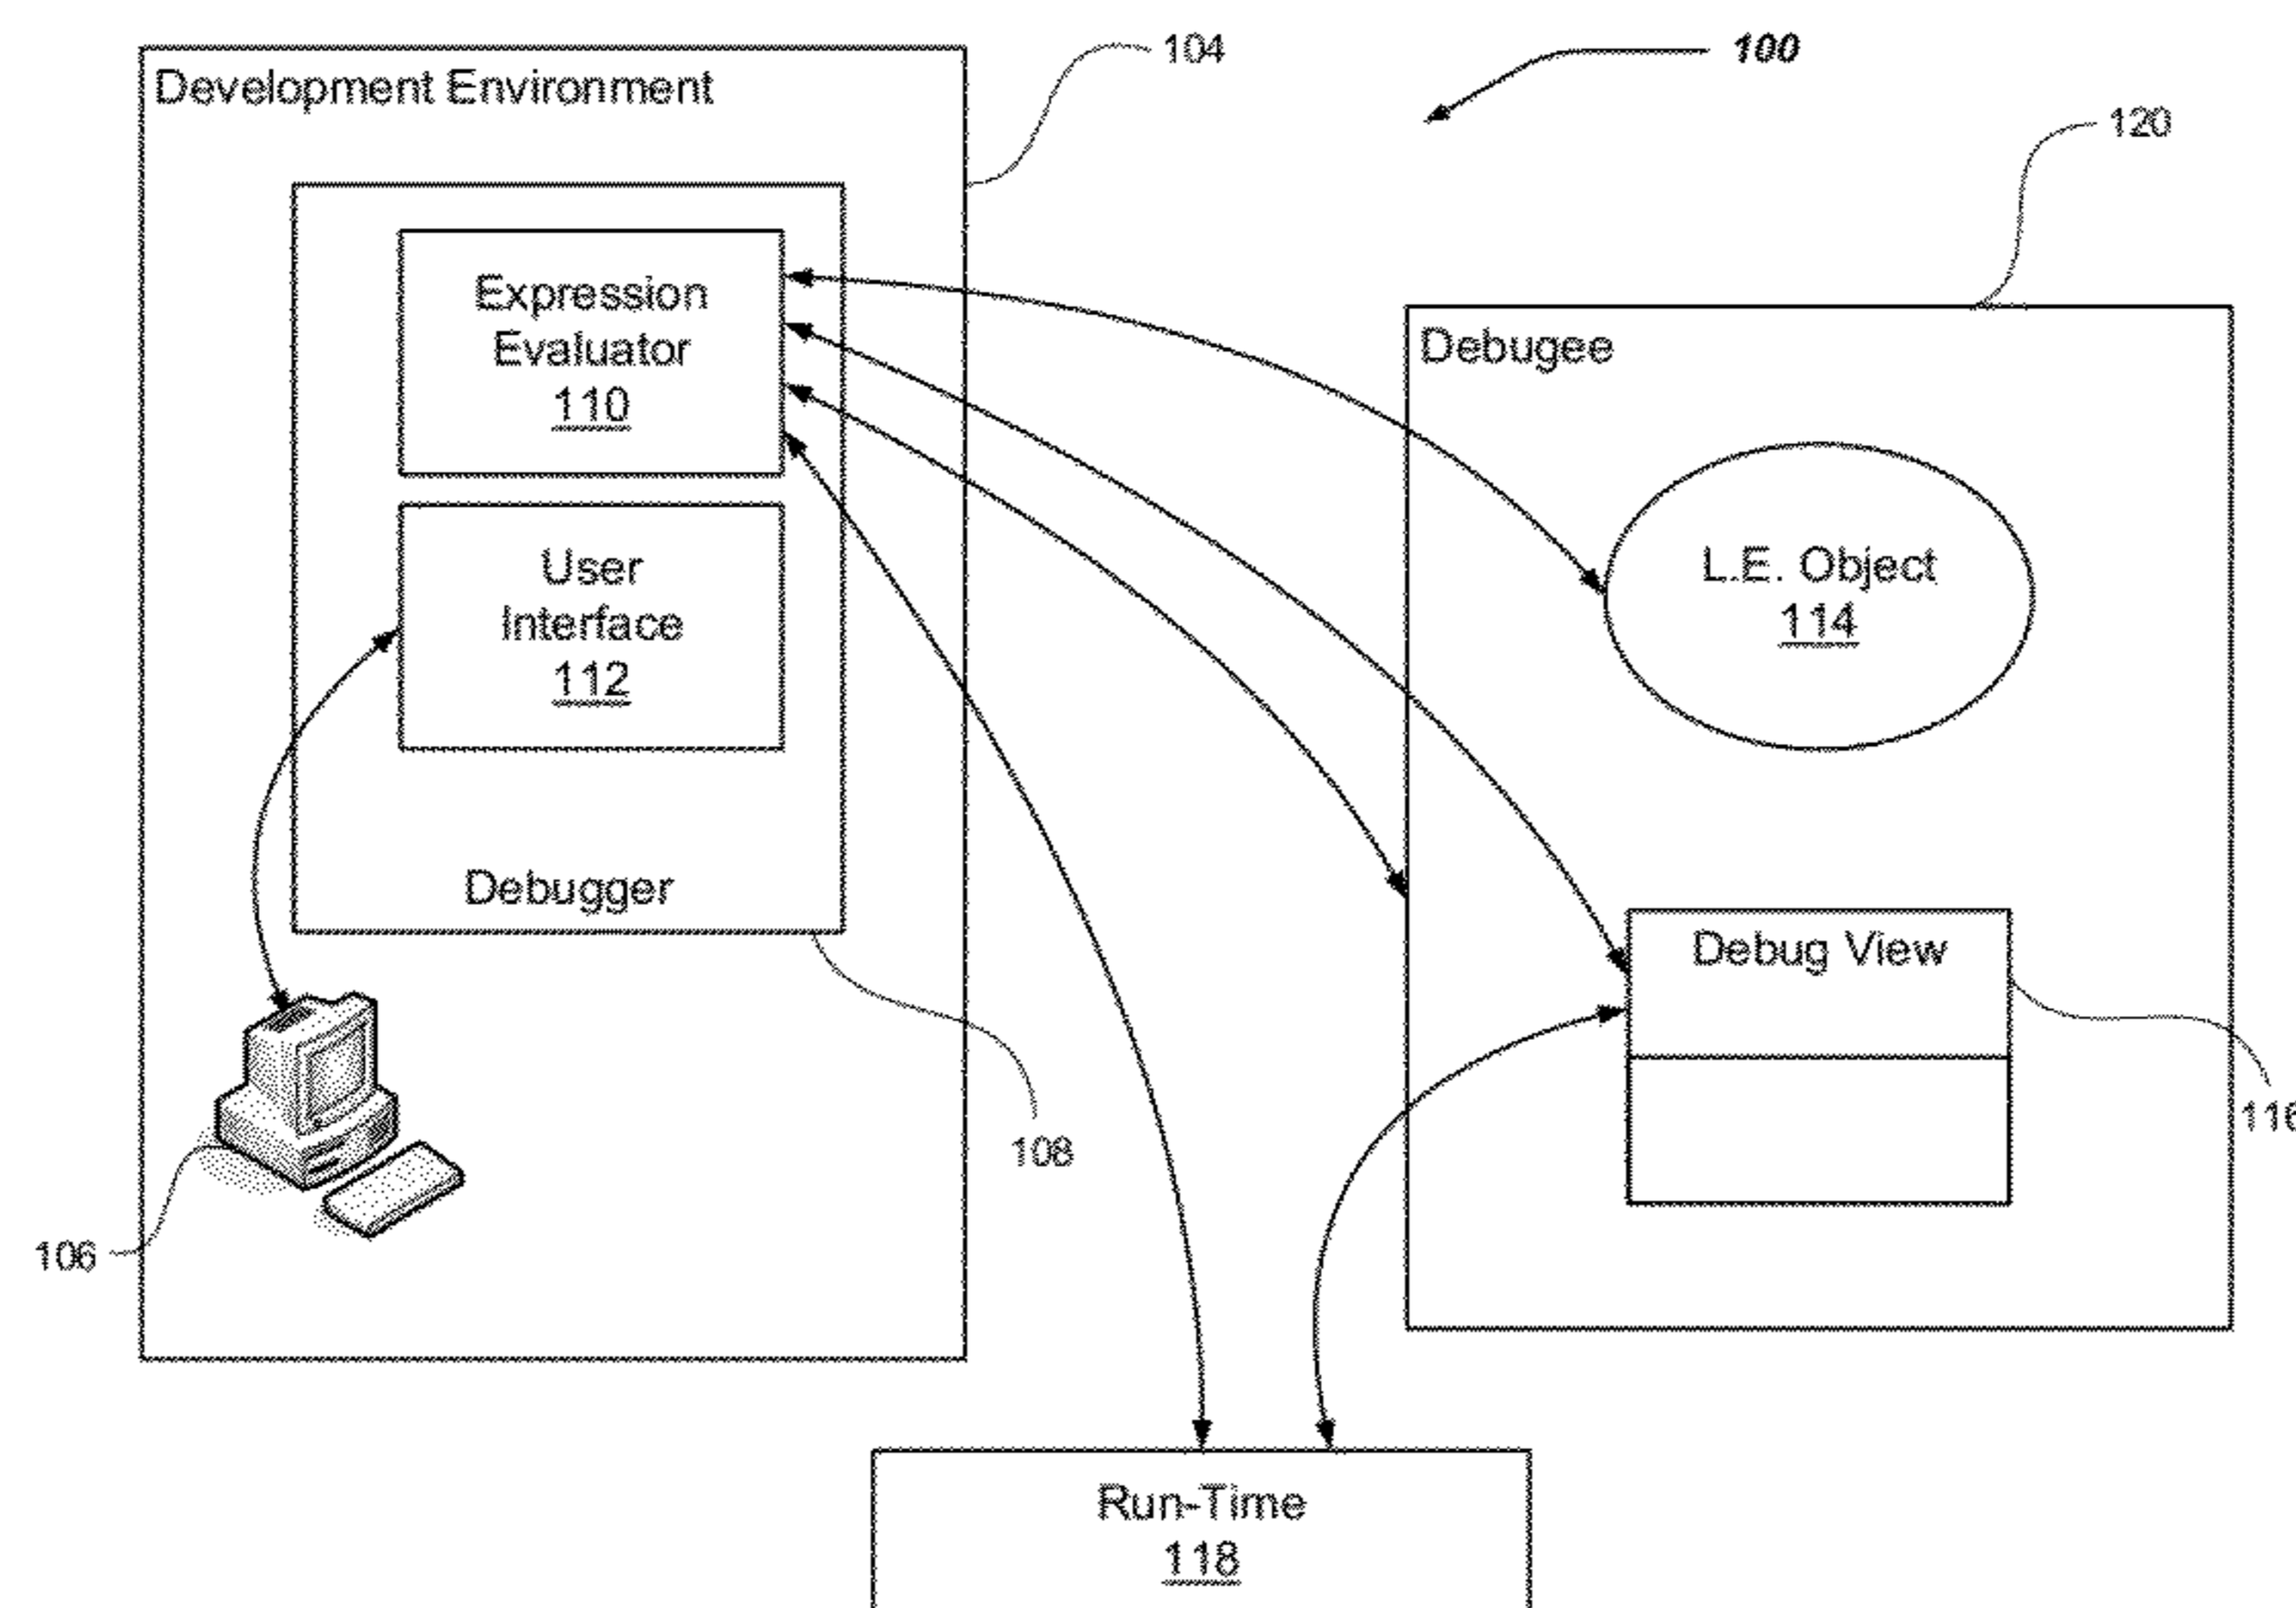 Development Environment
104
100
120
Expression
Evaluator
110
Debugee
User
Interface
112
L.E. Object
114
Debugger
Debug View
108
116
106
Run-Time
118